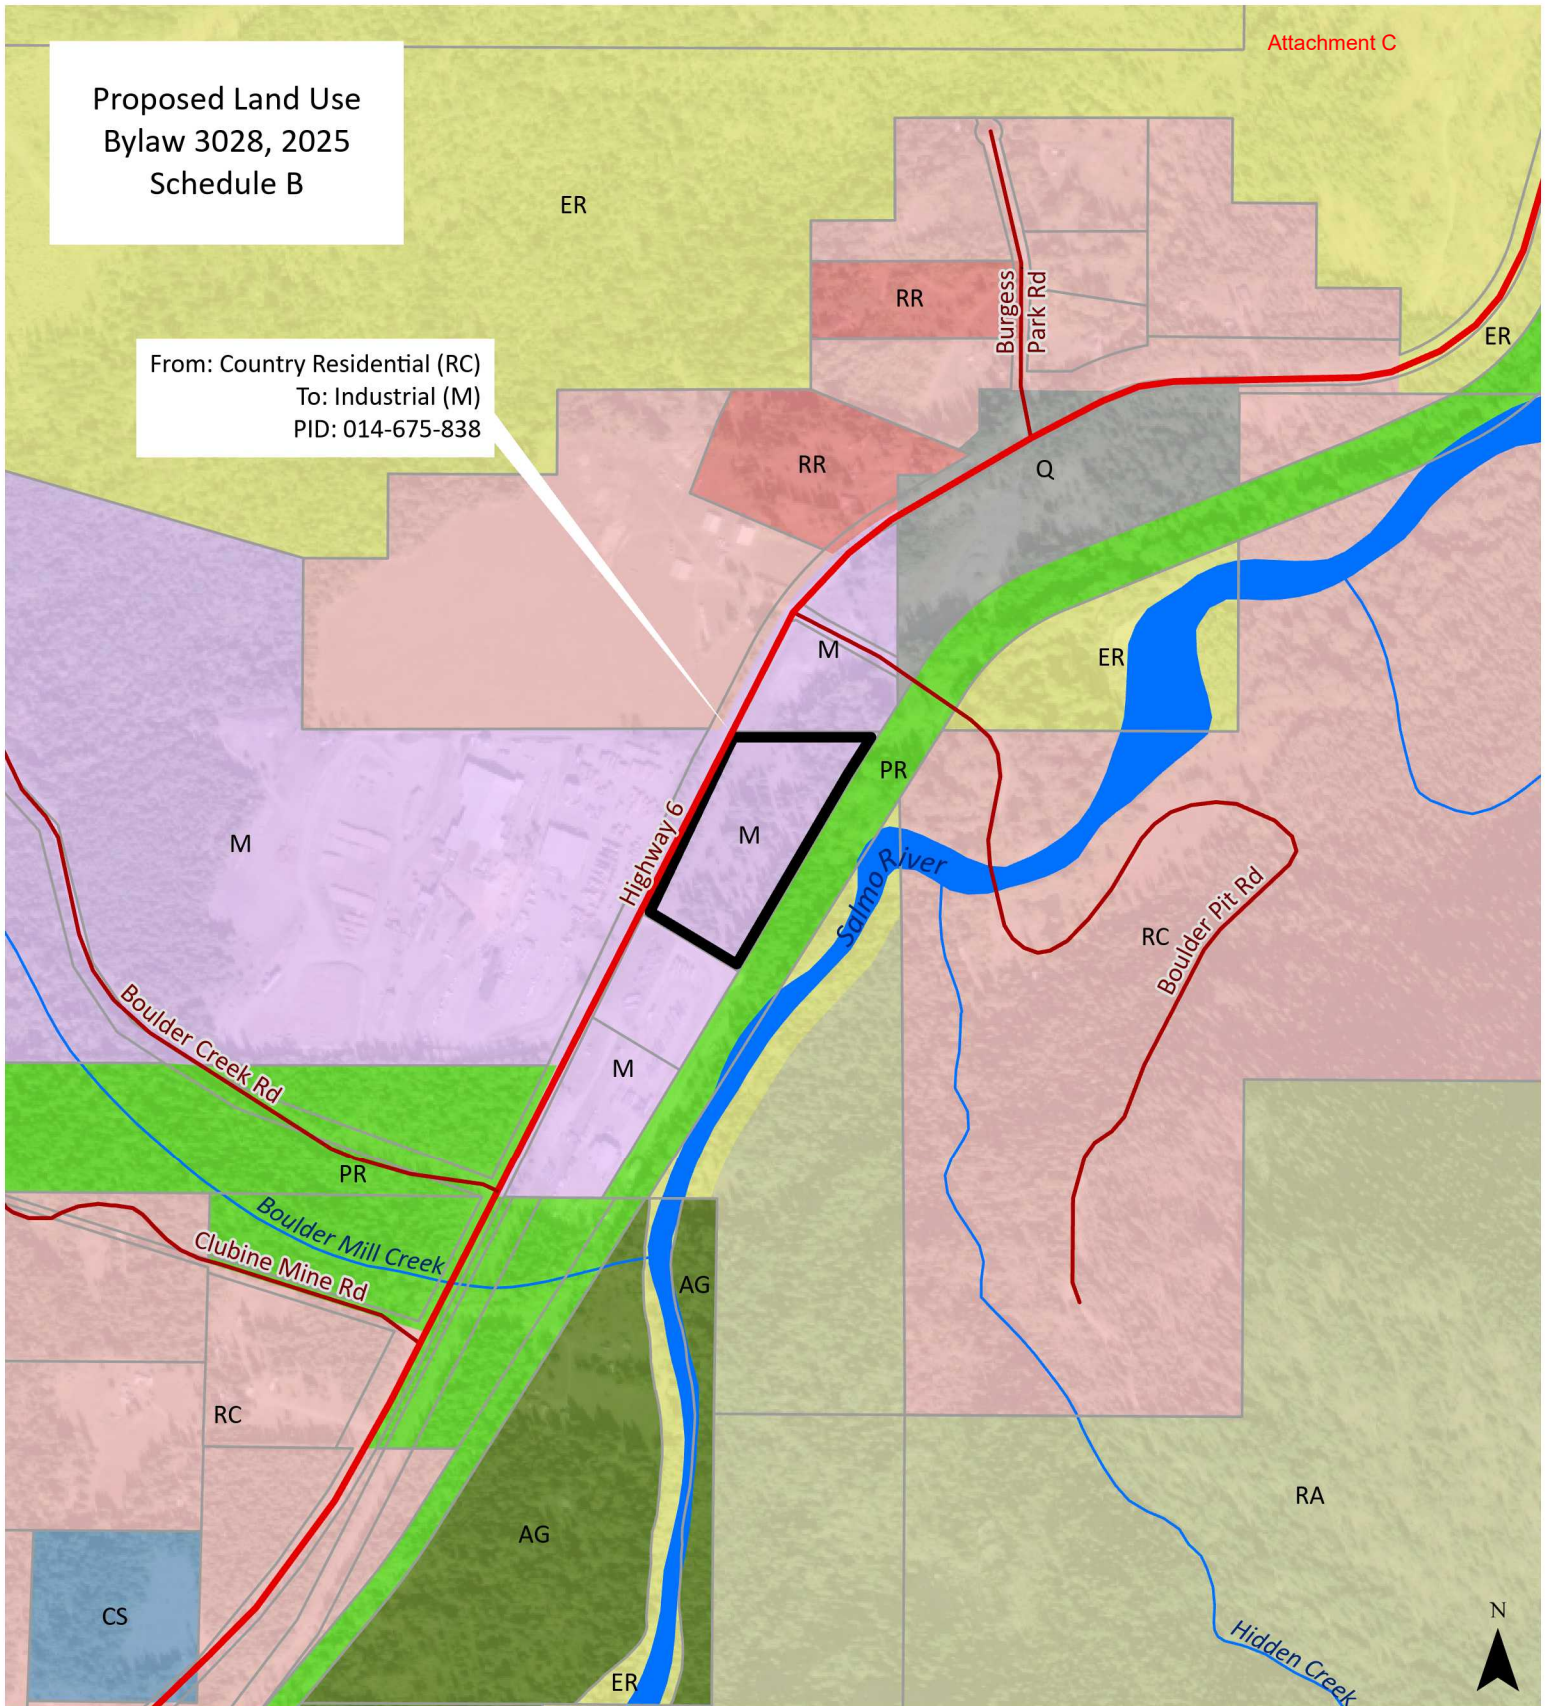 Attachment C
Proposed Land Use
Bylaw 3028, 2025
Schedule B
ER
RR
Burgess
Park Rd
ER
From: Country Residential (RC)
To: Industrial (M)
PID: 014-675-838
RR
Q
M
ER
PR
M
Highway 6
M
Salmo River
RC
Boulder Pit Rd
Boulder Creek Rd
M
PR
Boulder Mill Creek
Clubine Mine Rd
AG
RC
RA
AG
CS
N
Hidden Creek
ER